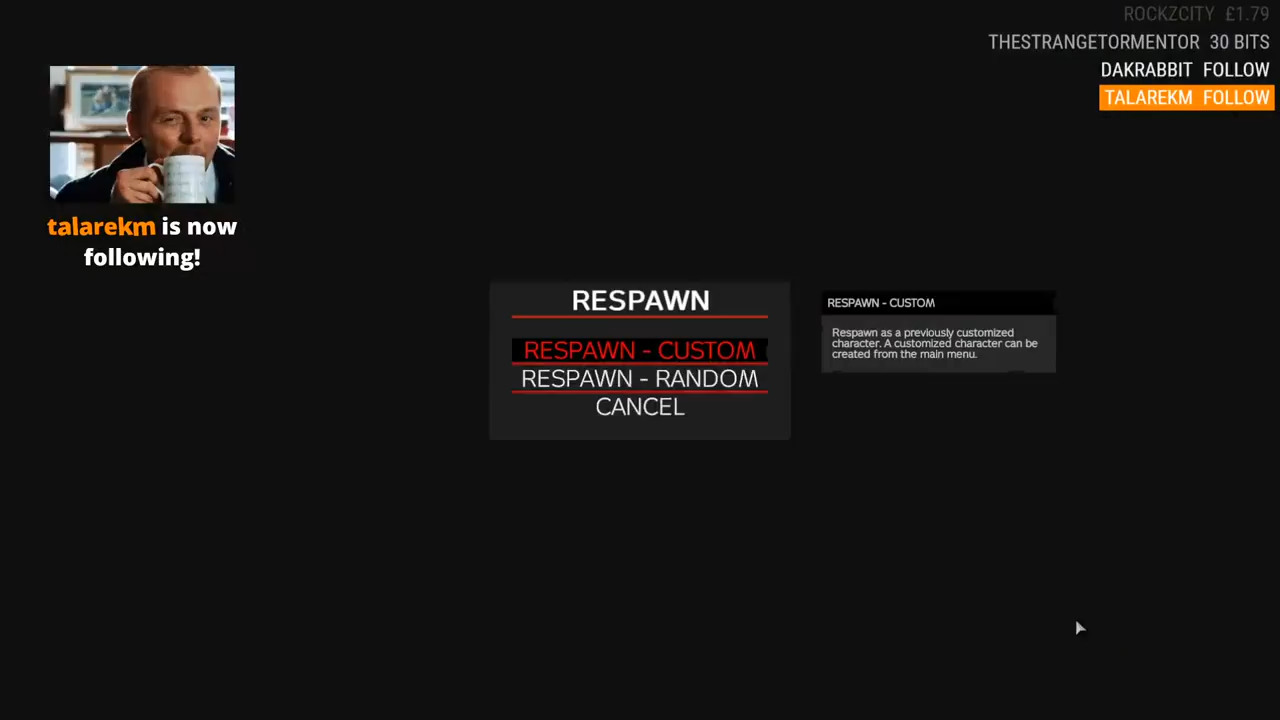 ROCKZCITY £1.79
THESTRANGETORMENTOR 30 BITS
DAKRABBIT FOLLOW
TALAREKM FOLLOW
talarekm is now
following!
RESPAWN
RESPAWN - CUSTOM
RESPAWN - RANDOM
CANCEL
RESPAWN - CUSTOM
Respawn as a previously customized
character. A customized character can be
created from the main menu.